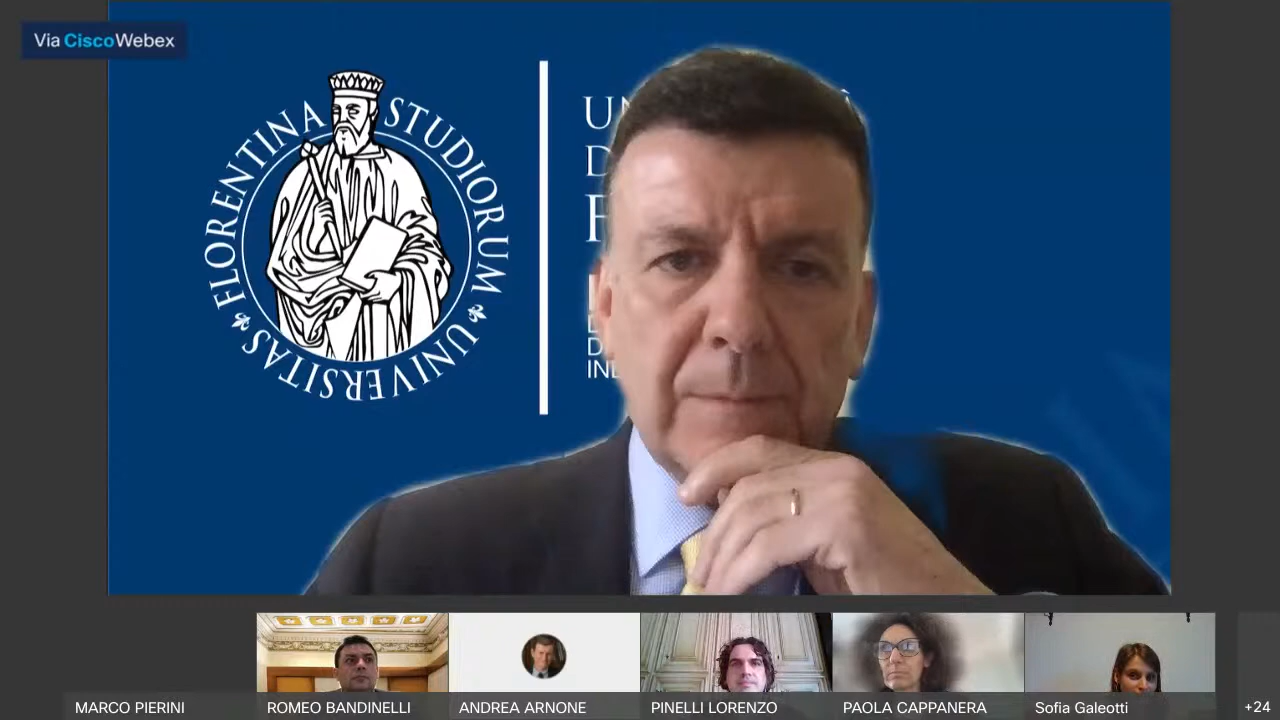 Via CiscoWebex
FLORENTINA STUDIORUM UNIVERSITAS
MARCO PIERINI
ROMEO BANDINELLI
ANDREA ARNONE
PINELLI LORENZO
PAOLA CAPPANERA
Sofia Galeotti
+24